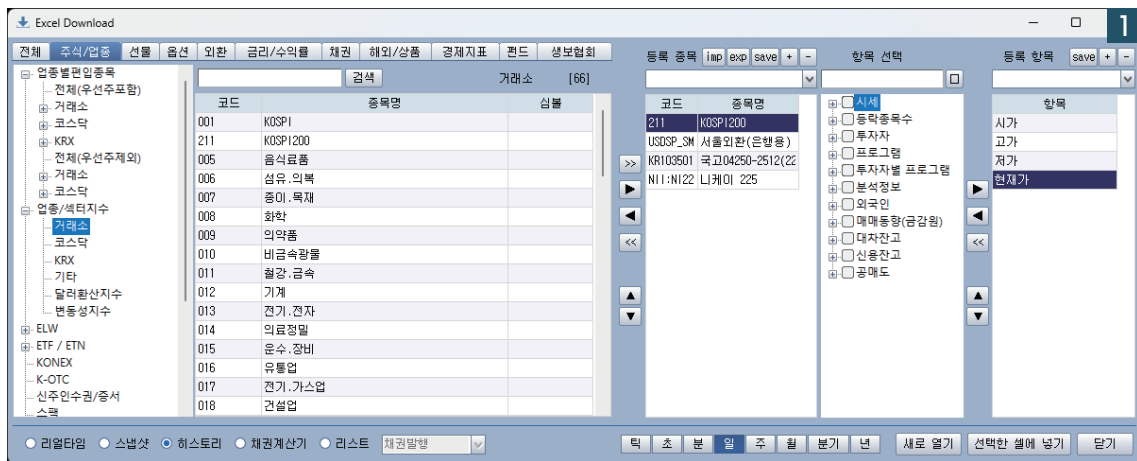 Excel Download
1
전체 주식/업종 선물 옵션 외환 금리/수익률 채권 해외/상품 경제지표 펀드 생보협회
등록 종목 imp exp save + -
항목 선택
등록 항목 save + -
업종별편입종목
전체(우선주포함)
거래소
코스닥
KRX
전체(우선주제외)
거래소
코스닥
업종/섹터지수
거래소
코스닥
KRX
기타
달러환산지수
변동성지수
ELW
ETF / ETN
KONEX
K-OTC
신주인수권/증서
스팩
검색 거래소 [66]
코드 종목명 심볼
001 KOSPI
211 KOSPI200
005 음식료품
006 섬유.의복
007 종이.목재
008 화학
009 의약품
010 비금속광물
011 철강.금속
012 기계
013 전기.전자
014 의료정밀
015 운수.장비
016 유통업
017 전기.가스업
018 건설업
코드 종목명
211 KOSPI200
USDSP_SM 서울외환(은행용)
KR103501 국고04250-2512(22
NII:NI22 니케이 225
시세
등락종목수
투자자
프로그램
투자자별 프로그램
분석정보
외국인
매매동향(금감원)
대차잔고
신용잔고
공매도
항목
시가
고가
저가
현재가
리얼타임 스냅샷 히스토리 채권계산기 리스트 채권발행
틱 초 분 일 주 월 분기 년 새로 열기 선택한 셀에 넣기 닫기